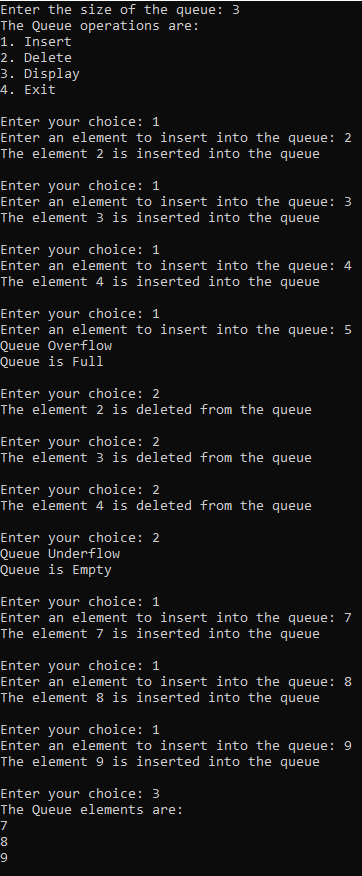 Enter the size of the queue: 3
The Queue operations are:
1. Insert
2. Delete
3. Display
4. Exit
Enter your choice: 1
Enter an element to insert into the queue: 2
The element 2 is inserted into the queue
Enter your choice: 1
Enter an element to insert into the queue: 3
The element 3 is inserted into the queue
Enter your choice: 1
Enter an element to insert into the queue: 4
The element 4 is inserted into the queue
Enter your choice: 1
Enter an element to insert into the queue: 5
Queue Overflow
Queue is Full
Enter your choice: 2
The element 2 is deleted from the queue
Enter your choice: 2
The element 3 is deleted from the queue
Enter your choice: 2
The element 4 is deleted from the queue
Enter your choice: 2
Queue Underflow
Queue is Empty
Enter your choice: 1
Enter an element to insert into the queue: 7
The element 7 is inserted into the queue
Enter your choice: 1
Enter an element to insert into the queue: 8
The element 8 is inserted into the queue
Enter your choice: 1
Enter an element to insert into the queue: 9
The element 9 is inserted into the queue
Enter your choice: 3
The Queue elements are:
7
8
9